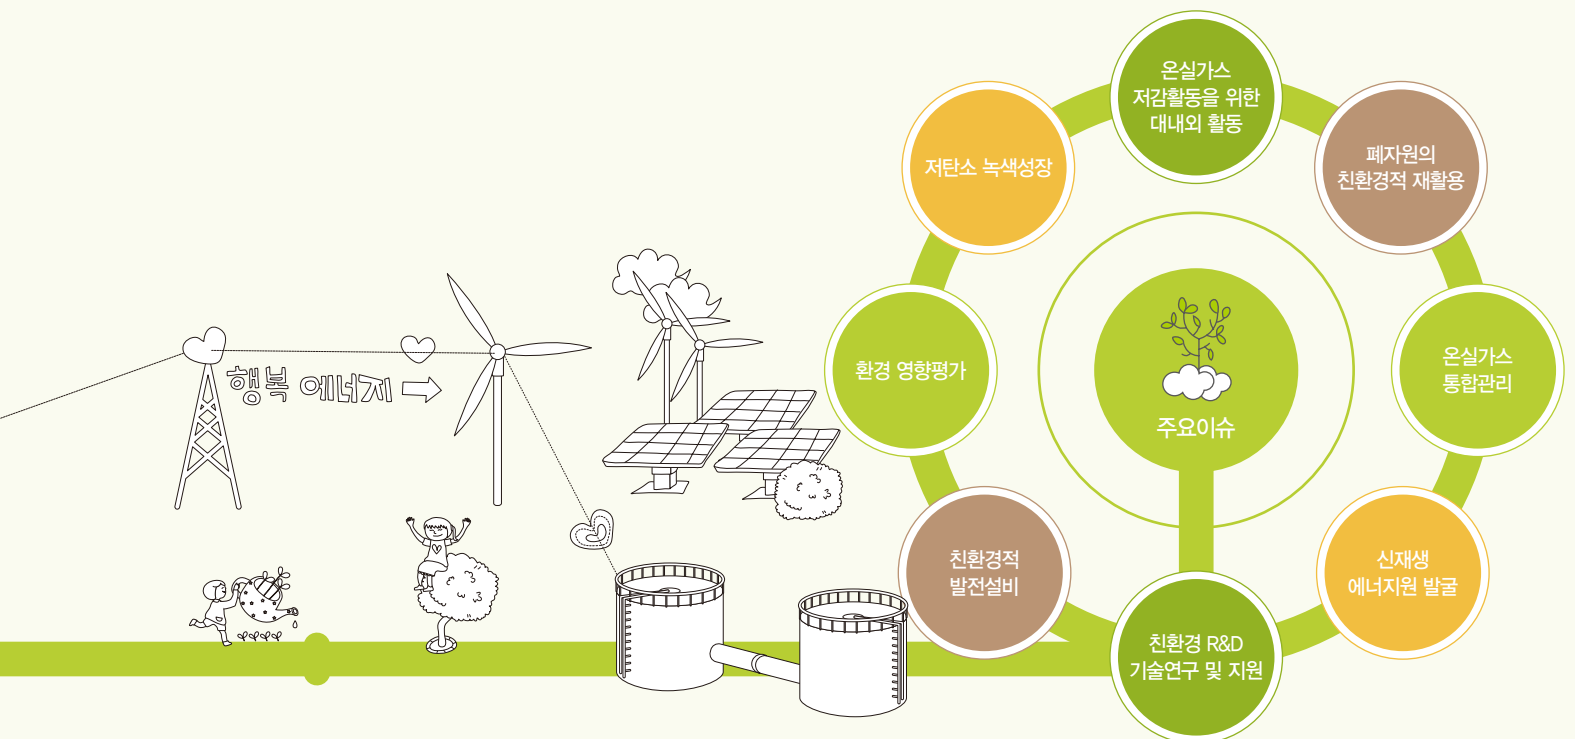 온실가스
저감활동을 위한
대내외 활동
폐자원의
친환경적 재활용
온실가스
통합관리
신재생
에너지원 발굴
친환경 R&D
기술연구 및 지원
친환경적
발전설비
환경 영향평가
저탄소 녹색성장
주요이슈
행복 에너지